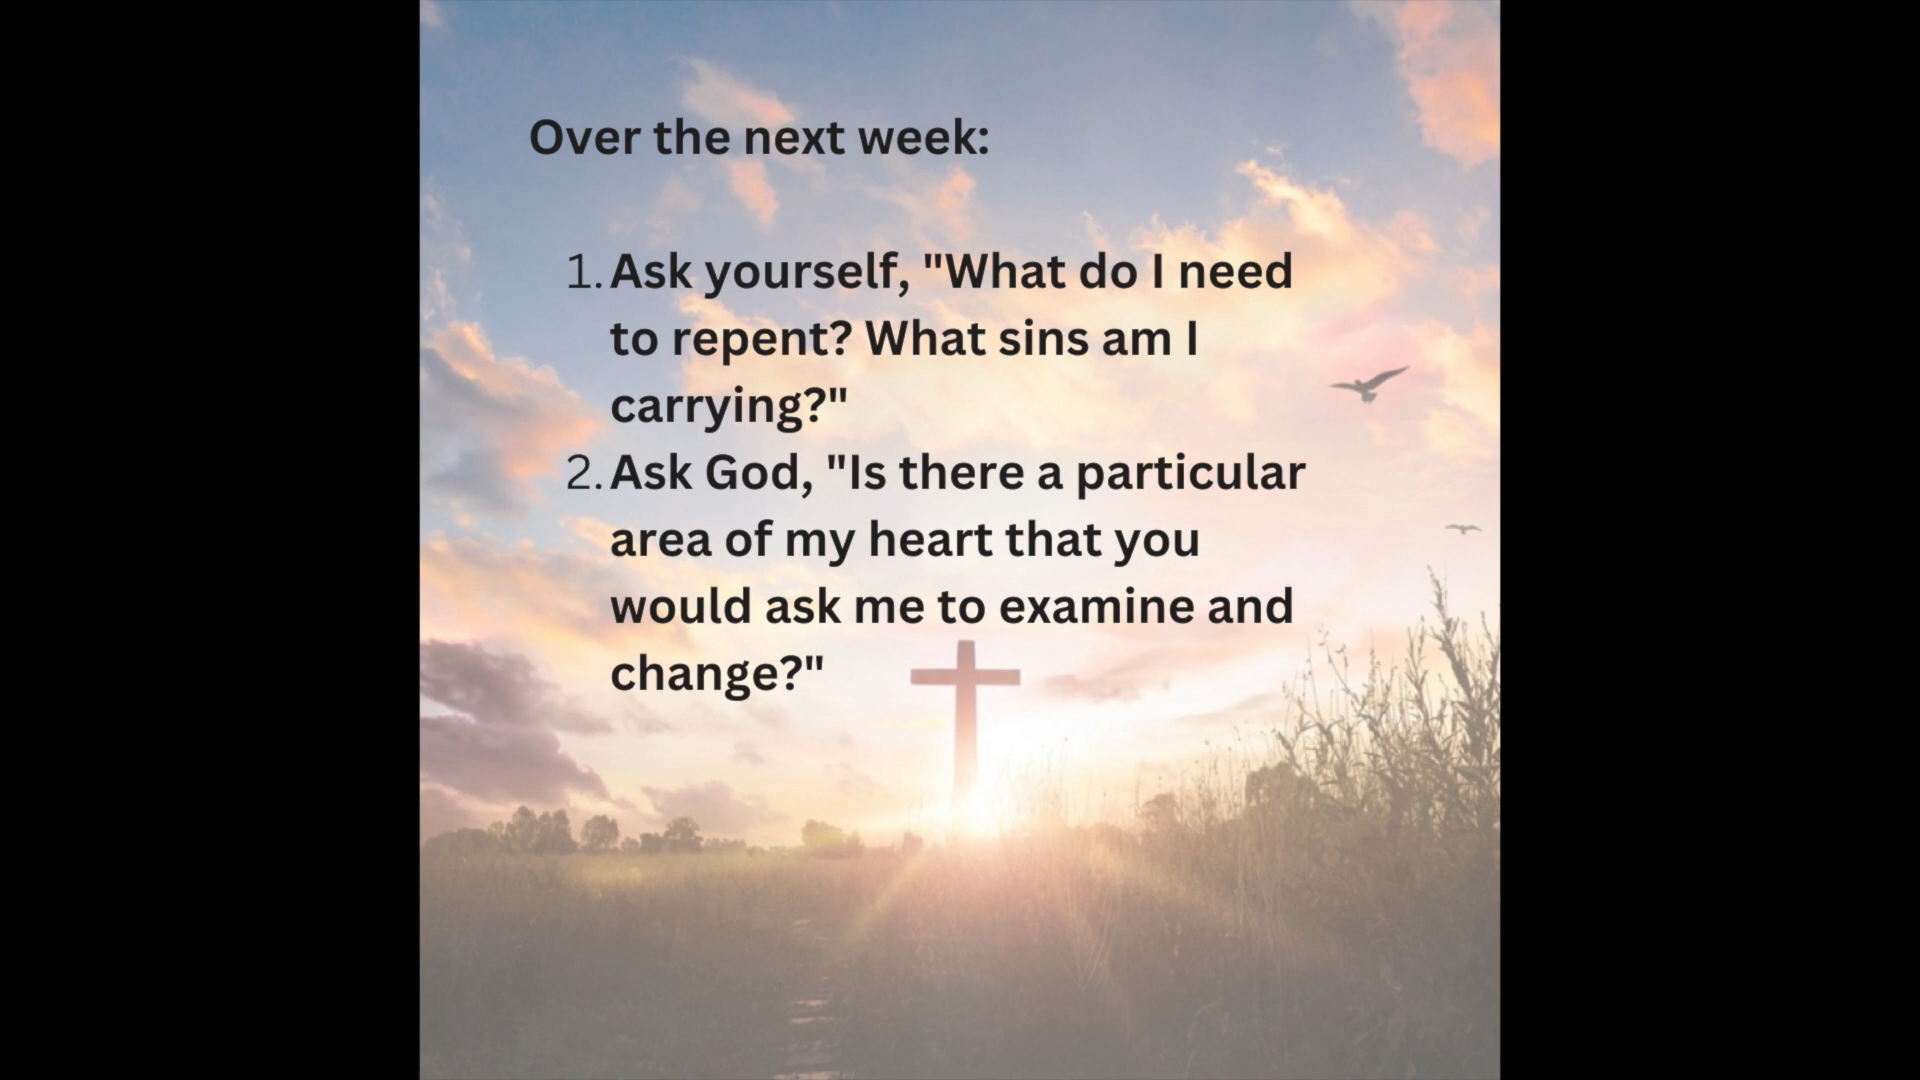 Over the next week:
1. Ask yourself, "What do I need
to repent? What sins am I
carrying?"
2. Ask God, "Is there a particular
area of my heart that you
would ask me to examine and
change?"